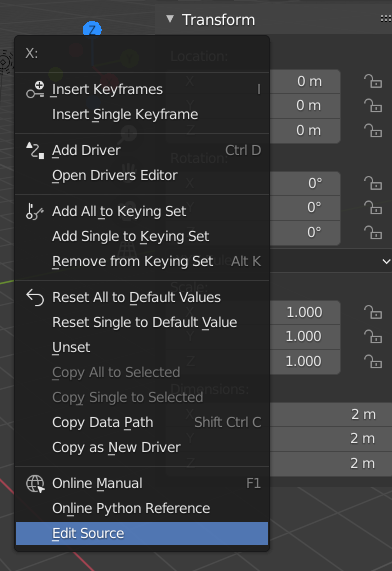 Transform
Z
X:
Location:
Insert Keyframes I
0 m
Insert Single Keyframe
0 m
0 m
Add Driver Ctrl D
Rotation:
Open Drivers Editor
0°
Add All to Keying Set
0°
Add Single to Keying Set
0°
Remove from Keying Set Alt K
Scale:
Reset All to Default Values
1.000
Reset Single to Default Value
1.000
Unset
1.000
Copy All to Selected
Dimensions:
Copy Single to Selected
2 m
Copy Data Path Shift Ctrl C
2 m
Copy as New Driver
2 m
Online Manual F1
Online Python Reference
Edit Source